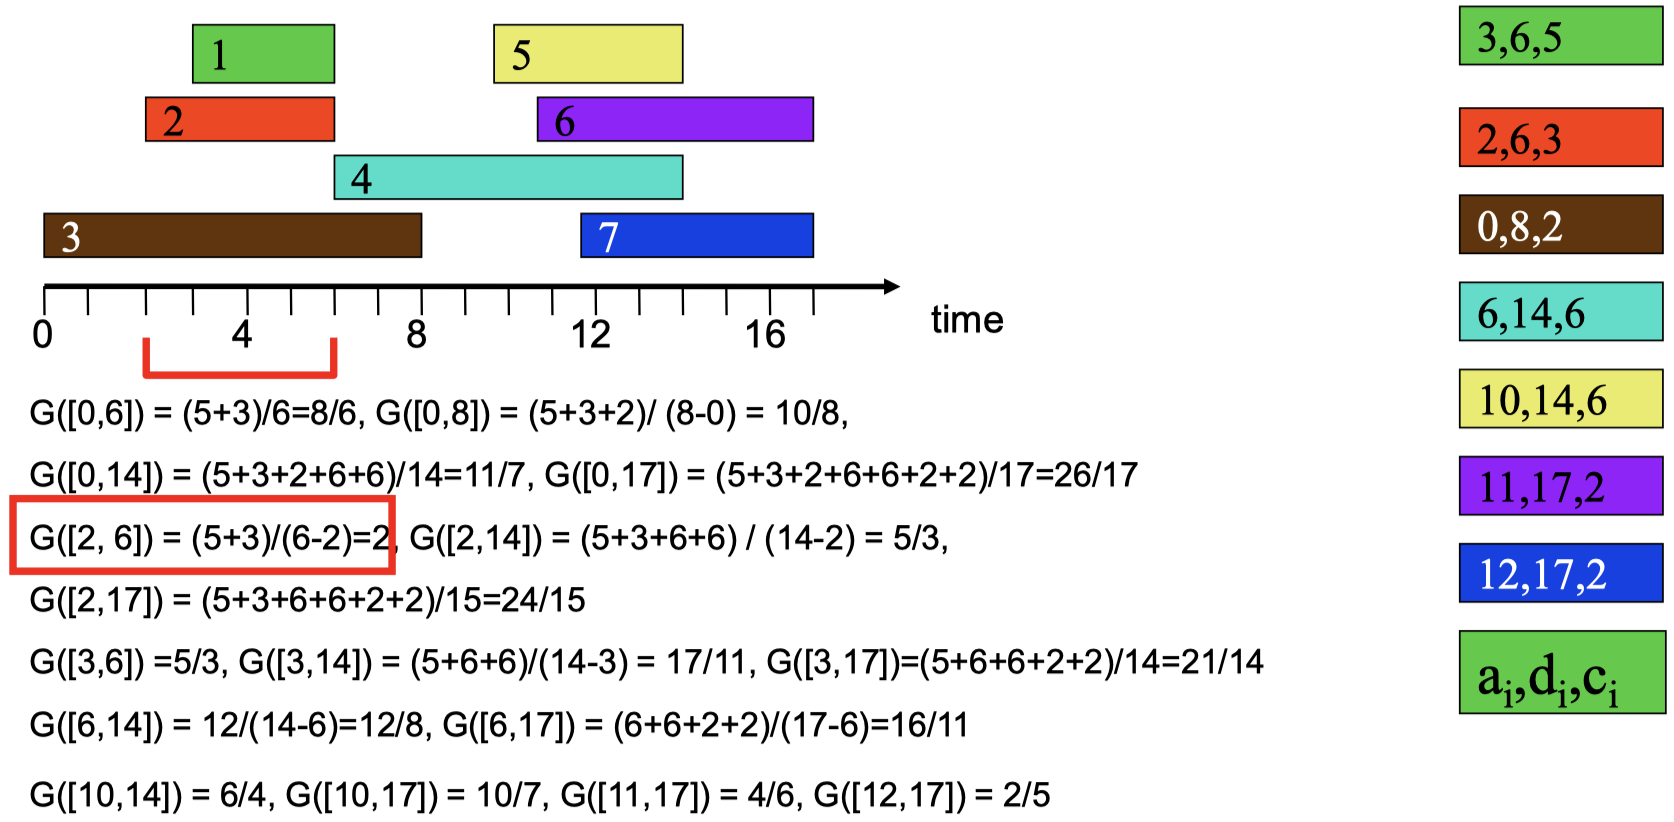 1
5
2
6
4
3
7
0 4 8 12 16
time
G([0,6]) = (5+3)/6=8/6, G([0,8]) = (5+3+2)/ (8-0) = 10/8,
G([0,14]) = (5+3+2+6+6)/14=11/7, G([0,17]) = (5+3+2+6+6+2+2)/17=26/17
G([2, 6]) = (5+3)/(6-2)=2, G([2,14]) = (5+3+6+6) / (14-2) = 5/3,
G([2,17]) = (5+3+6+6+2+2)/15=24/15
G([3,6]) =5/3, G([3,14]) = (5+6+6)/(14-3) = 17/11, G([3,17])=(5+6+6+2+2)/14=21/14
G([6,14]) = 12/(14-6)=12/8, G([6,17]) = (6+6+2+2)/(17-6)=16/11
G([10,14]) = 6/4, G([10,17]) = 10/7, G([11,17]) = 4/6, G([12,17]) = 2/5
3,6,5
2,6,3
0,8,2
6,14,6
10,14,6
11,17,2
12,17,2
ai,di,ci